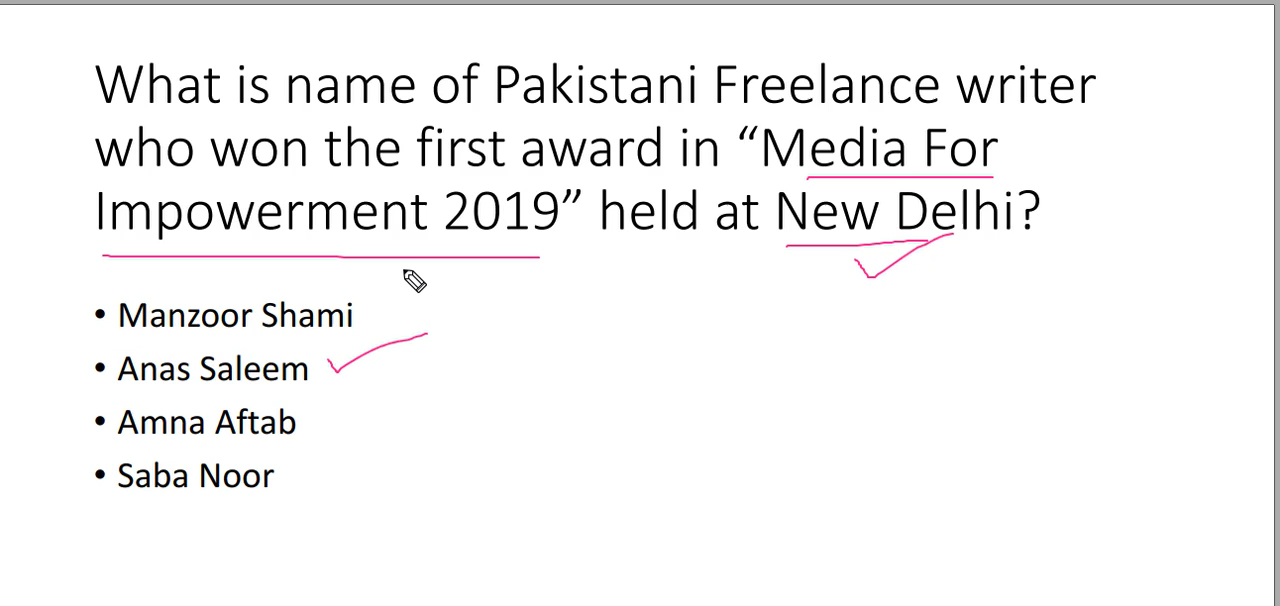 What is name of Pakistani Freelance writer
who won the first award in “Media For
Impowerment 2019” held at New Delhi?
• Manzoor Shami
• Anas Saleem
• Amna Aftab
• Saba Noor